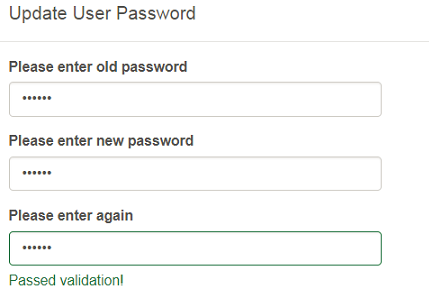 Update User Password
Please enter old password
••••••
Please enter new password
••••••
Please enter again
••••••
Passed validation!